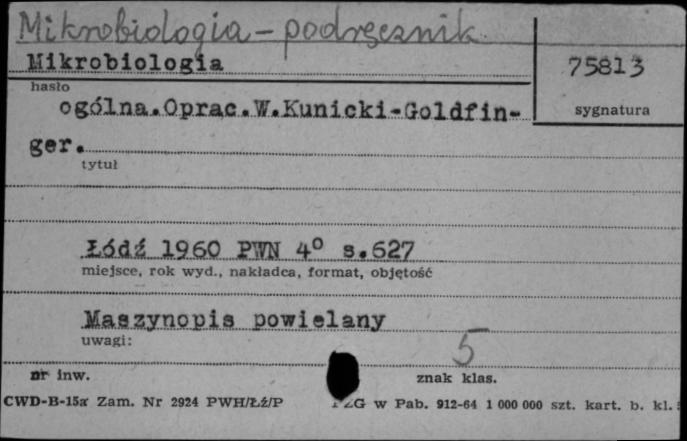 Mikrobiologia - podręcznik
Mikrobiologia
75813
hasło
ogólna.Oprac.W.Kunicki-Goldfin-
sygnatura
ger.
tytuł
Łódź 1960 PWN 4° s.627
miejsce, rok wyd., nakładca, format, objętość
Maszynopis powielany
uwagi:
5
nr inw.
znak klas.
CWD-B-15a Zam. Nr 2924 PWH/Łź/P w Pab. 912-64 1 000 000 szt. kart. b. kl.